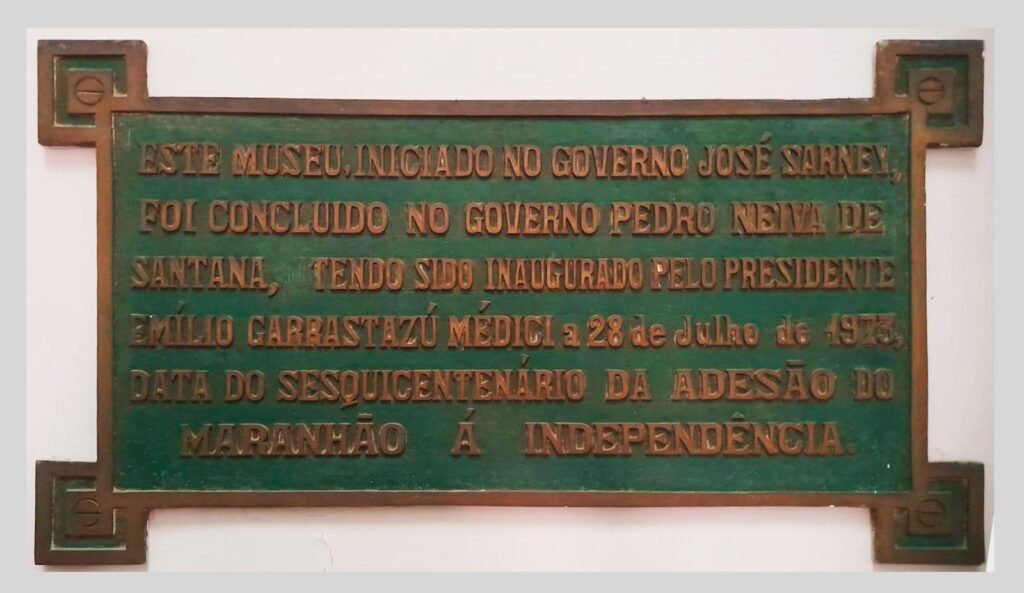 ESTE MUSEU, INICIADO NO GOVERNO JOSÉ SARNEY,
FOI CONCLUIDO NO GOVERNO PEDRO NEIVA DE
SANTANA, TENDO SIDO INAUGURADO PELO PRESIDENTE
EMÍLIO GARRASTAZÚ MÉDICI a 28 de Julho de 1973,
DATA DO SESQUICENTENÁRIO DA ADESÃO DO
MARANHÃO Á INDEPENDÊNCIA.